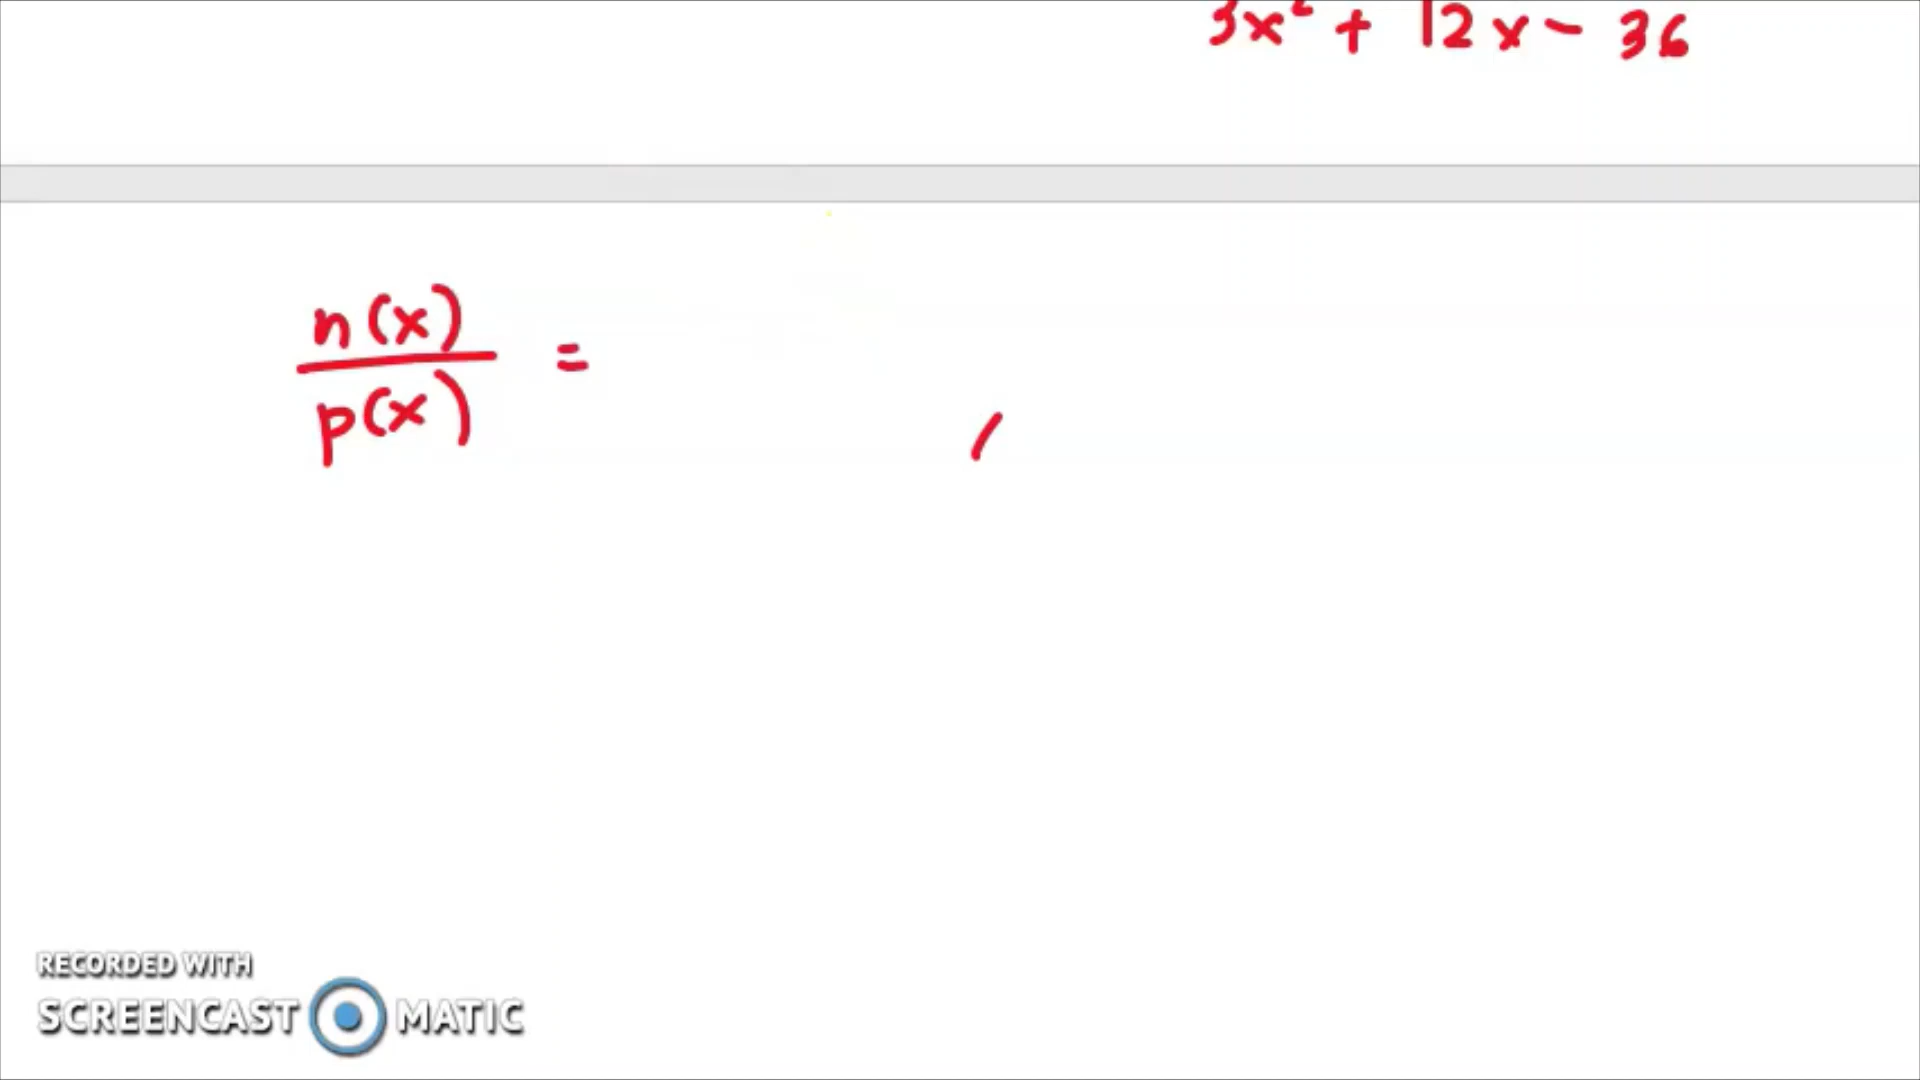 3x² + 12x - 36
n(x)
p(x)
=
(
RECORDED WITH
SCREENCAST MATIC